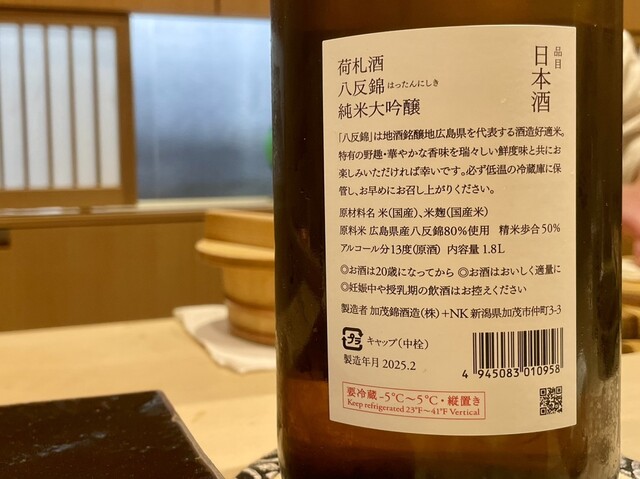 品目
日本酒
荷札酒
八反錦 はったんにしき
純米大吟醸
「八反錦」は地酒銘醸地広島県を代表する酒造好適米。
特有の野趣・華やかな香味を瑞々しい鮮度味と共にお
楽しみいただければ幸いです。必ず低温の冷蔵庫に保
管し、お早めにお召し上がりください。
原材料名 米(国産)、米麹(国産米)
原料米 広島県産八反錦80%使用 精米歩合50%
アルコール分13度(原酒) 内容量 1.8L
◎お酒は20歳になってから ◎お酒はおいしく適量に
◎妊娠中や授乳期の飲酒はお控えください
製造者 加茂錦酒造(株)+NK 新潟県加茂市仲町3-3
プラ キャップ(中栓)
製造年月 2025.2
4 945083 010958
要冷蔵 -5℃〜5℃・縦置き
Keep refrigerated 23°F〜41°F Vertical